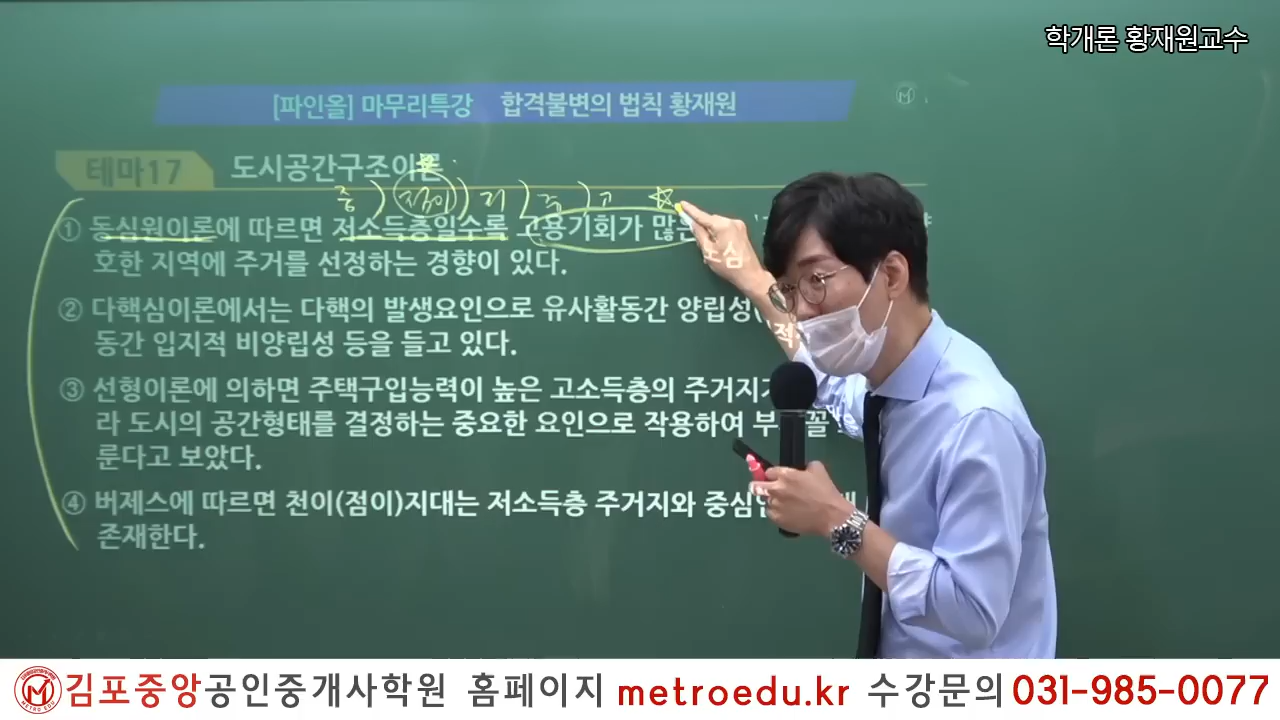 학개론 황재원교수
[파인올] 마무리특강 합격불변의 법칙 황재원
테마17 도시공간구조이론
중 ) 점이 ) 저 ) 중 ) 고 ☆
① 동심원이론에 따르면 저소득층일수록 고용기회가 많은 도심
호한 지역에 주거를 선정하는 경향이 있다.
② 다핵심이론에서는 다핵의 발생요인으로 유사활동간 양립성
동간 입지적 비양립성 등을 들고 있다.
③ 선형이론에 의하면 주택구입능력이 높은 고소득층의 주거지
라 도시의 공간형태를 결정하는 중요한 요인으로 작용하여 부 꼴
룬다고 보았다.
④ 버제스에 따르면 천이(점이)지대는 저소득층 주거지와 중심
존재한다.
METRO EDU
김포중앙공인중개사학원 홈페이지 metroedu.kr 수강문의 031-985-0077